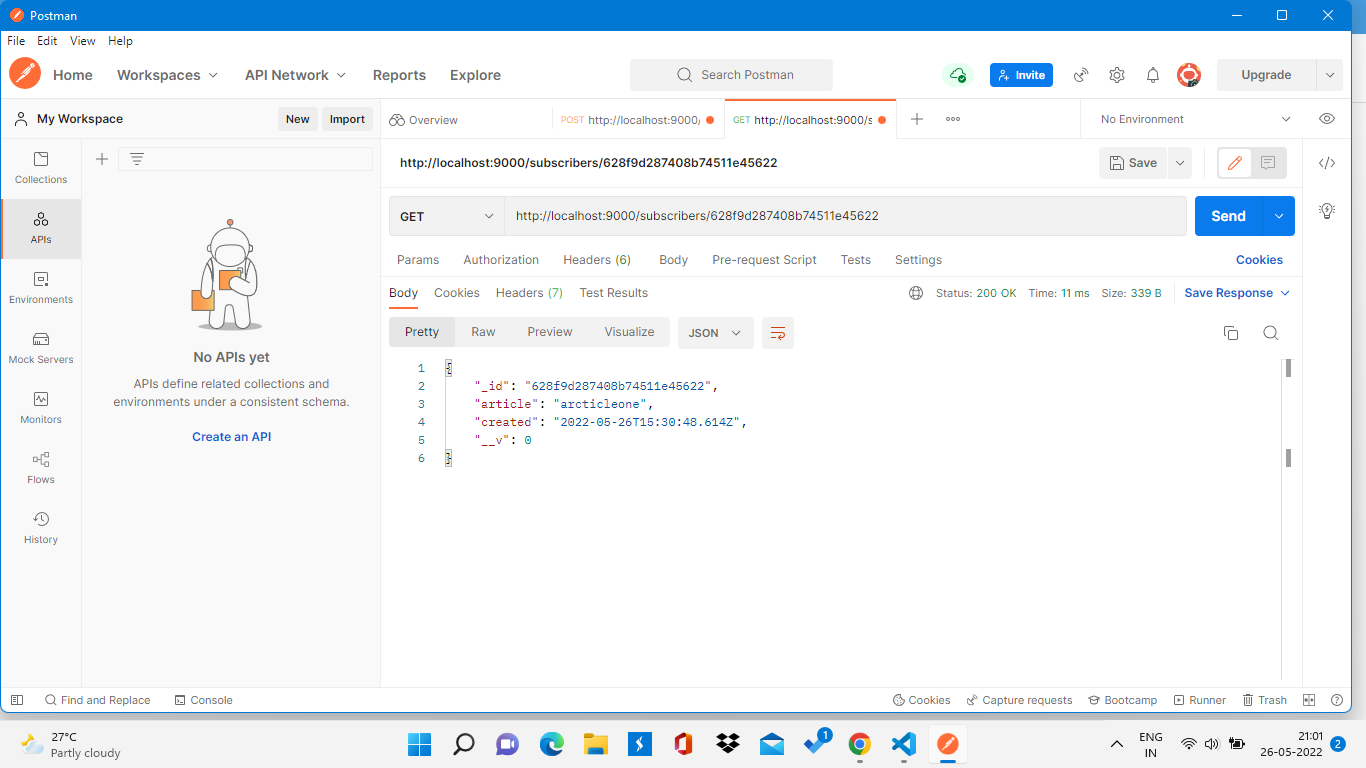 Postman
File Edit View Help
Home Workspaces API Network Reports Explore Search Postman Invite Upgrade
My Workspace New Import Overview POST http://localhost:9000/ GET http://localhost:9000/s No Environment
Collections
APIs
Environments
Mock Servers
Monitors
Flows
History
No APIs yet
APIs define related collections and
environments under a consistent schema.
Create an API
http://localhost:9000/subscribers/628f9d287408b74511e45622 Save
GET http://localhost:9000/subscribers/628f9d287408b74511e45622 Send
Params Authorization Headers (6) Body Pre-request Script Tests Settings Cookies
Body Cookies Headers (7) Test Results Status: 200 OK Time: 11 ms Size: 339 B Save Response
Pretty Raw Preview Visualize JSON
1 {
2 "_id": "628f9d287408b74511e45622",
3 "article": "arcticleone",
4 "created": "2022-05-26T15:30:48.614Z",
5 "__v": 0
6 }
Find and Replace Console Cookies Capture requests Bootcamp Runner Trash
27°C
Partly cloudy
1
ENG
IN
21:01
26-05-2022
2